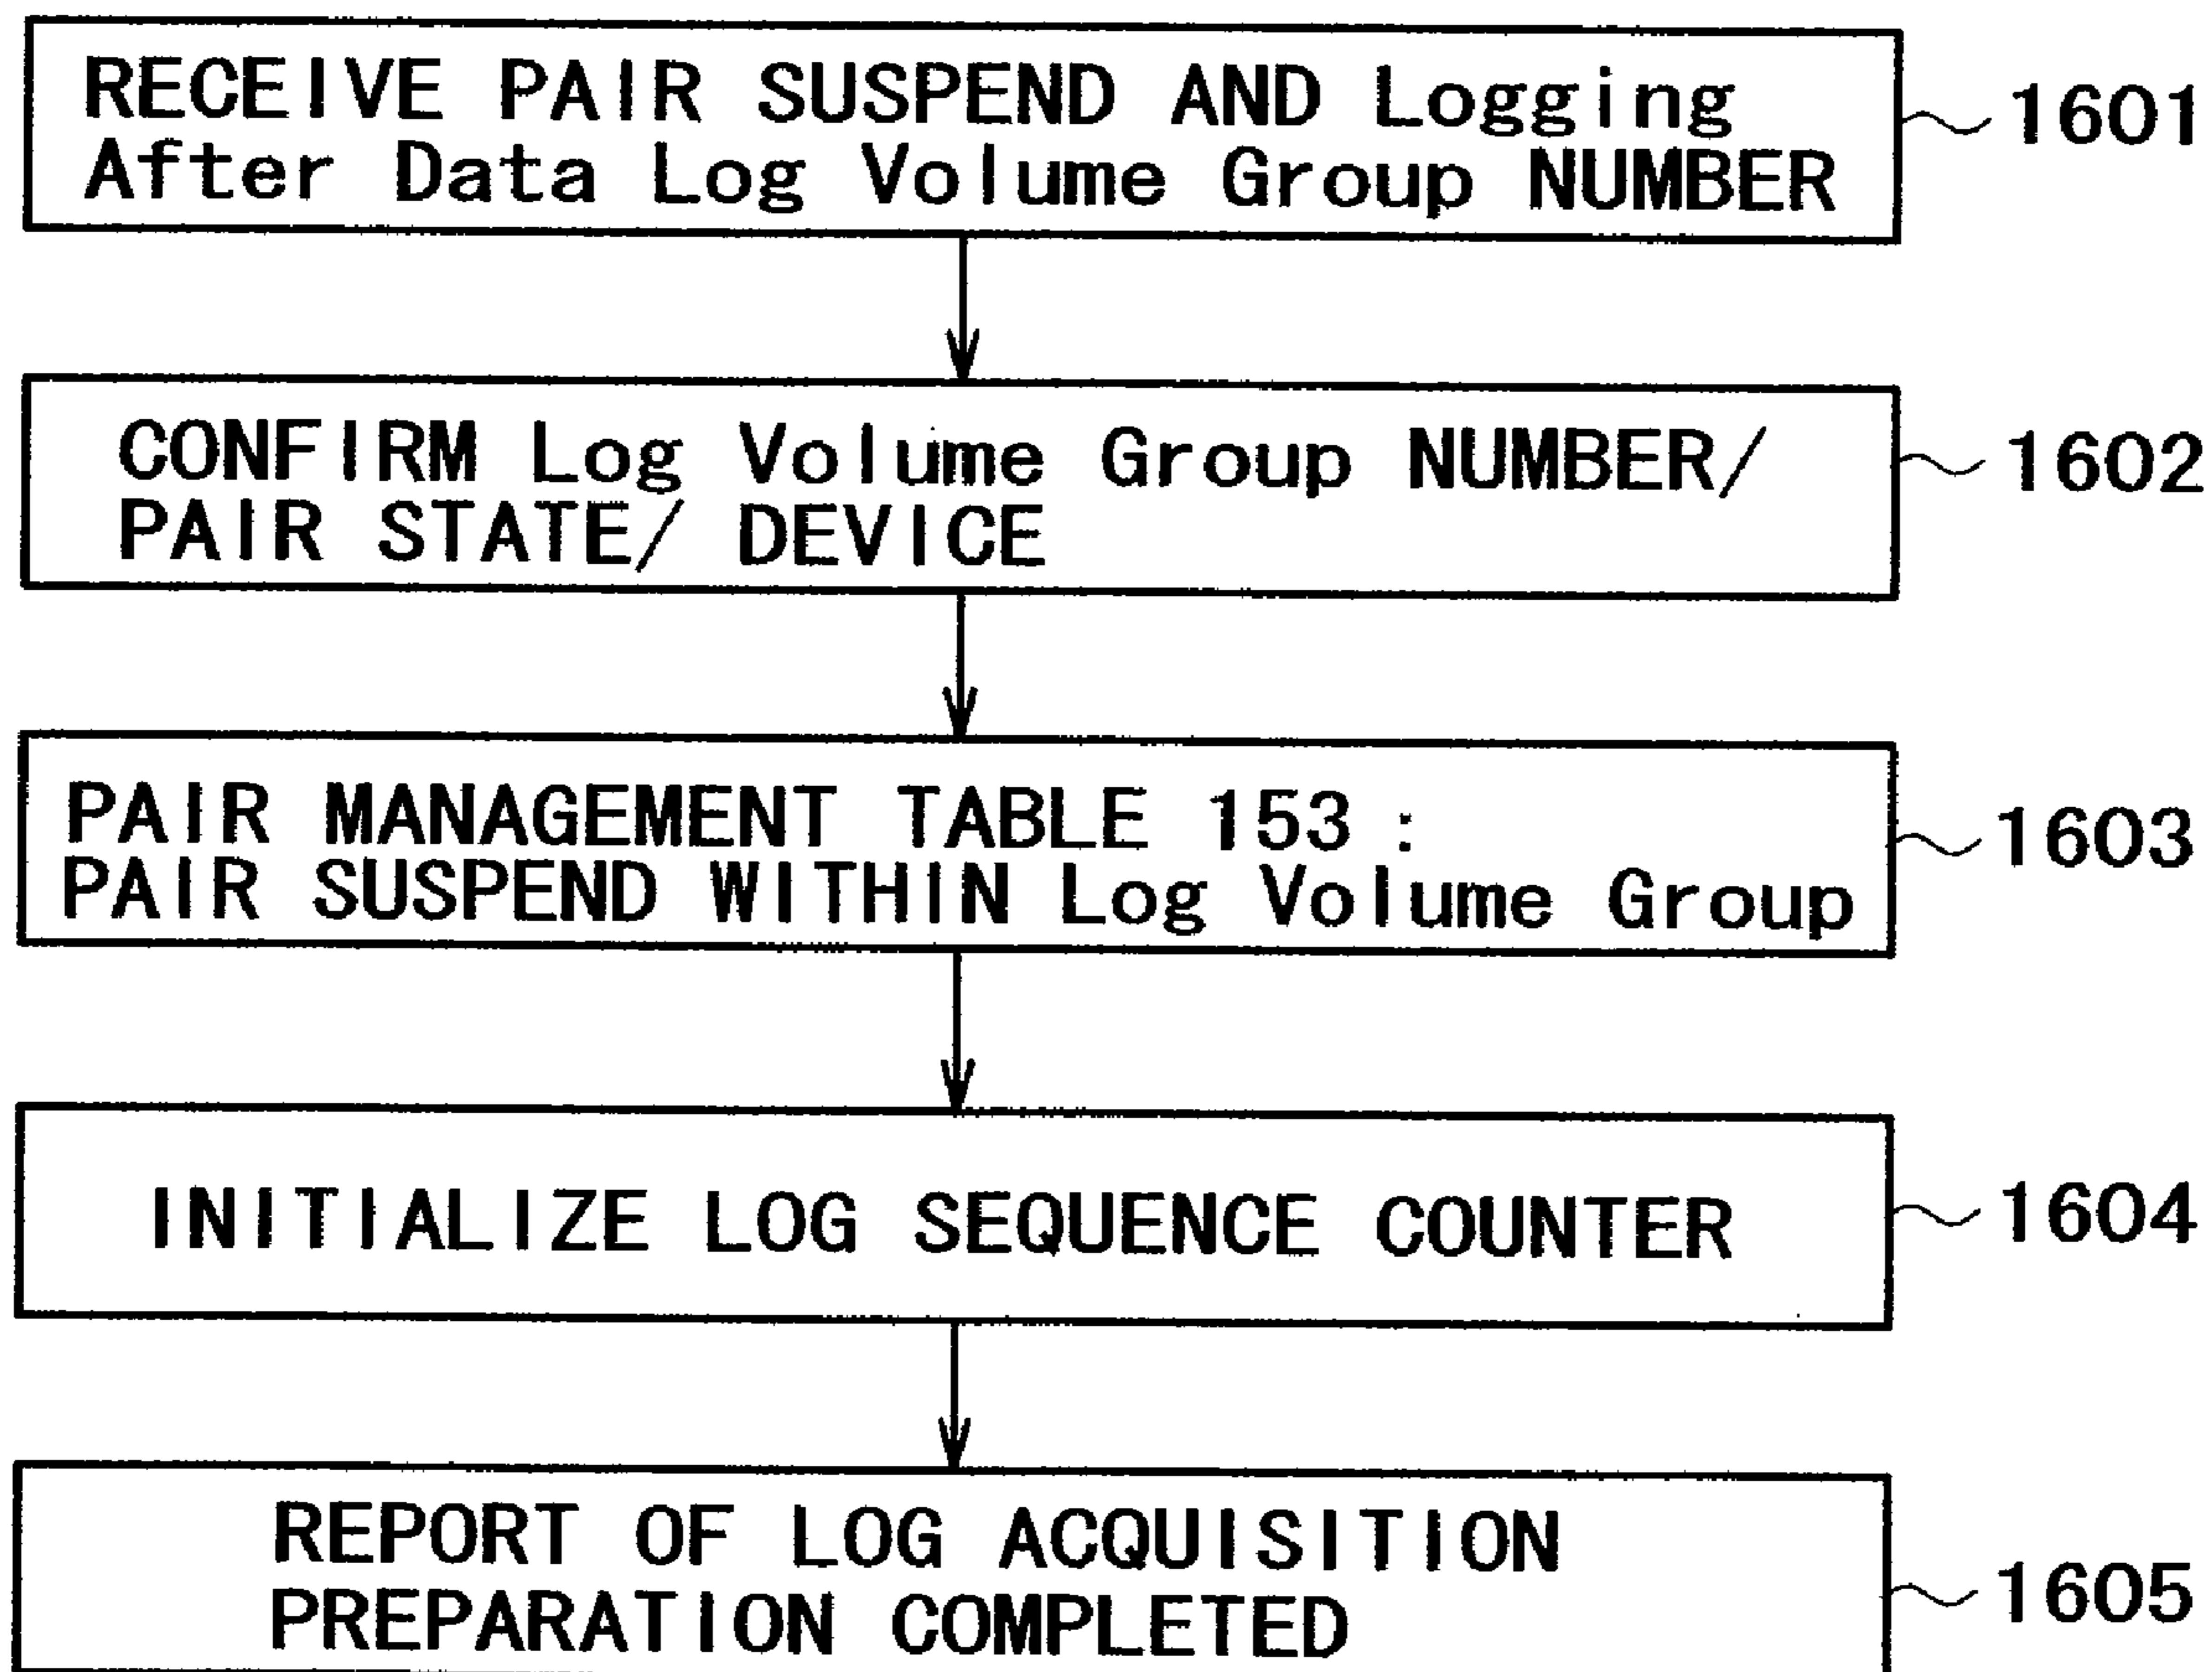 RECEIVE PAIR SUSPEND AND Logging
After Data Log Volume Group NUMBER
1601
CONFIRM Log Volume Group NUMBER/
PAIR STATE/ DEVICE
1602
PAIR MANAGEMENT TABLE 153 :
PAIR SUSPEND WITHIN Log Volume Group
1603
INITIALIZE LOG SEQUENCE COUNTER
1604
REPORT OF LOG ACQUISITION
PREPARATION COMPLETED
1605